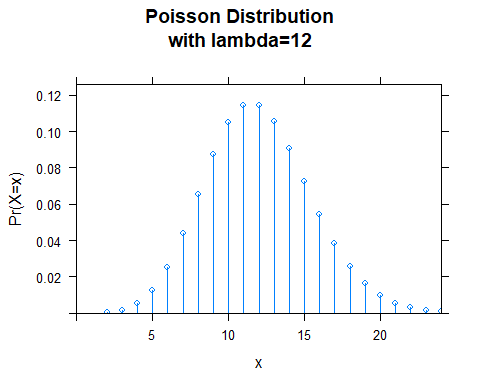 Poisson Distribution
with lambda=12
0.12
0.10
0.08
0.06
0.04
0.02
Pr(X=x)
5 10 15 20
x